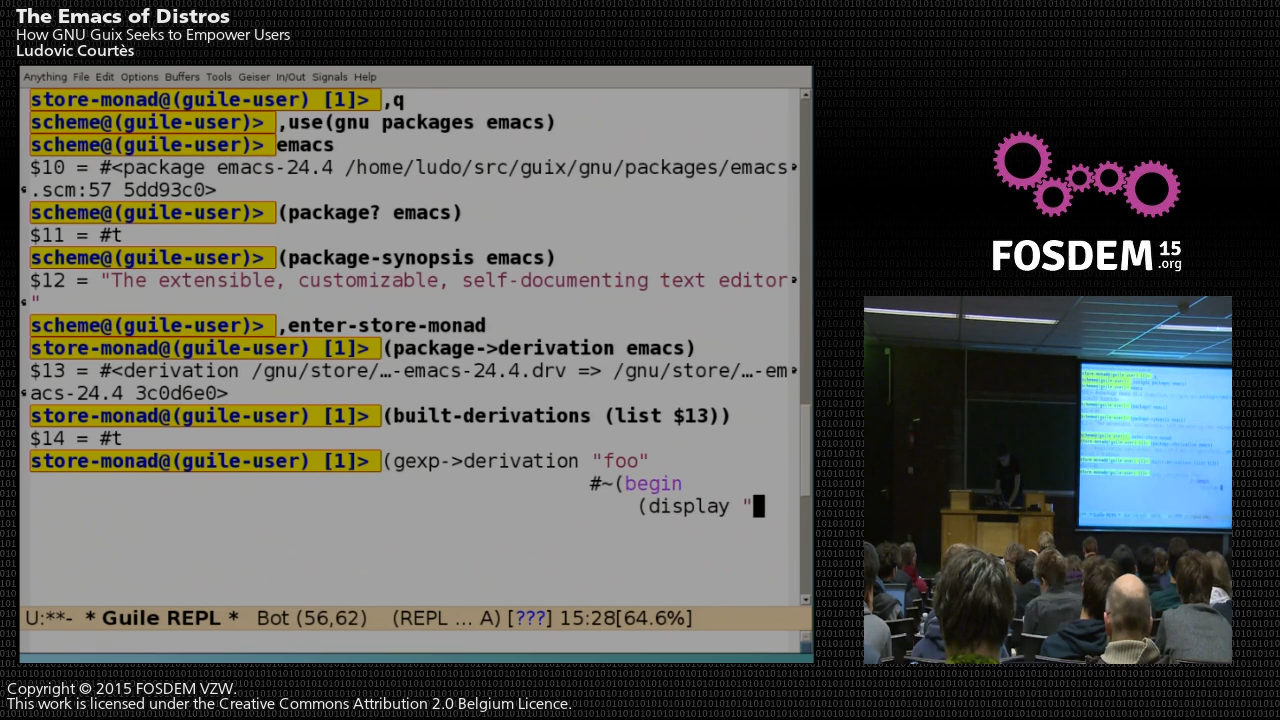 The Emacs of Distros
How GNU Guix Seeks to Empower Users
Ludovic Courtès
Anything File Edit Options Buffers Tools Geiser In/Out Signals Help
store-monad@(guile-user) [1]> ,q
scheme@(guile-user)> ,use(gnu packages emacs)
scheme@(guile-user)> emacs
$10 = #<package emacs-24.4 /home/ludo/src/guix/gnu/packages/emacs
.scm:57 5dd93c0>
scheme@(guile-user)> (package? emacs)
$11 = #t
scheme@(guile-user)> (package-synopsis emacs)
$12 = "The extensible, customizable, self-documenting text editor
"
scheme@(guile-user)> ,enter-store-monad
store-monad@(guile-user) [1]> (package->derivation emacs)
$13 = #<derivation /gnu/store/…-emacs-24.4.drv => /gnu/store/…-em
acs-24.4 3c0d6e0>
store-monad@(guile-user) [1]> (built-derivations (list $13))
$14 = #t
store-monad@(guile-user) [1]> (gexp->derivation "foo"
#~(begin
(display "
U:**- * Guile REPL * Bot (56,62) (REPL ... A) [???] 15:28[64.6%]
FOSDEM 15
.org
Copyright © 2015 FOSDEM VZW.
This work is licensed under the Creative Commons Attribution 2.0 Belgium Licence.